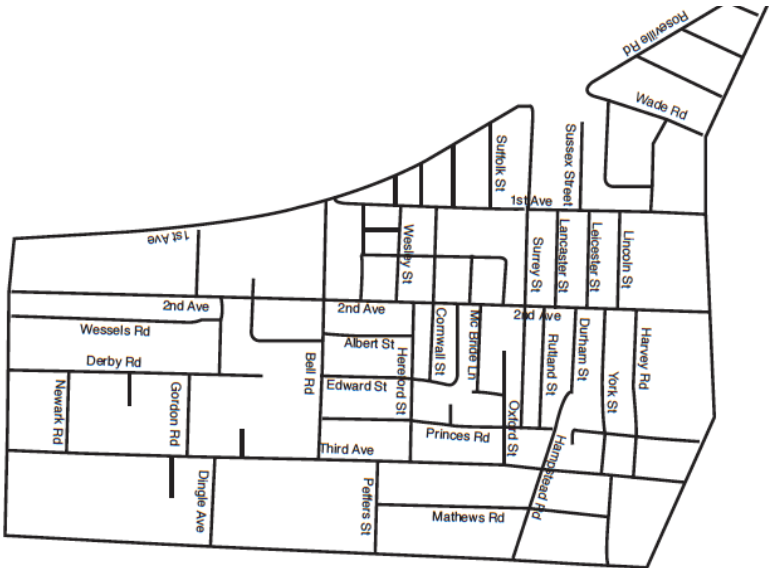 Roseville Rd
Wade Rd
Sussex Street
Suffolk St
1st Ave
1st Ave
Wesley St
Surrey St
Lancaster St
Leicester St
Lincoln St
2nd Ave
2nd Ave
2nd Ave
Wessels Rd
Derby Rd
Albert St
Edward St
Bell Rd
Hereford St
Cornwall St
Mc Bride Ln
Rutland St
Durham St
York St
Harvey Rd
Newark Rd
Gordon Rd
Princes Rd
Oxford St
Third Ave
Hampstead Rd
Dingle Ave
Peffers St
Mathews Rd